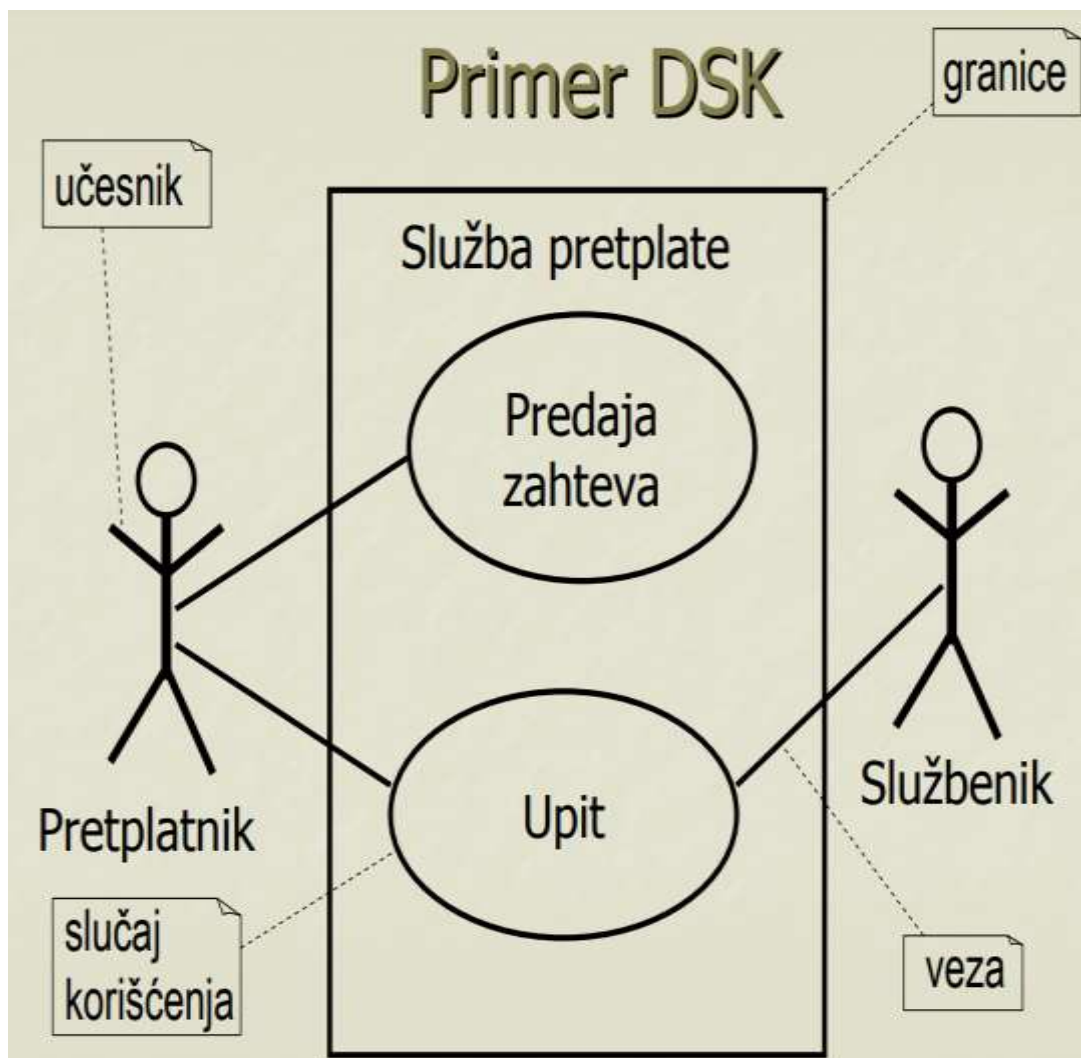 Primer DSK
granice
učesnik
Služba pretplate
Predaja
zahteva
Službenik
Upit
Pretplatnik
slučaj
korišćenja
veza